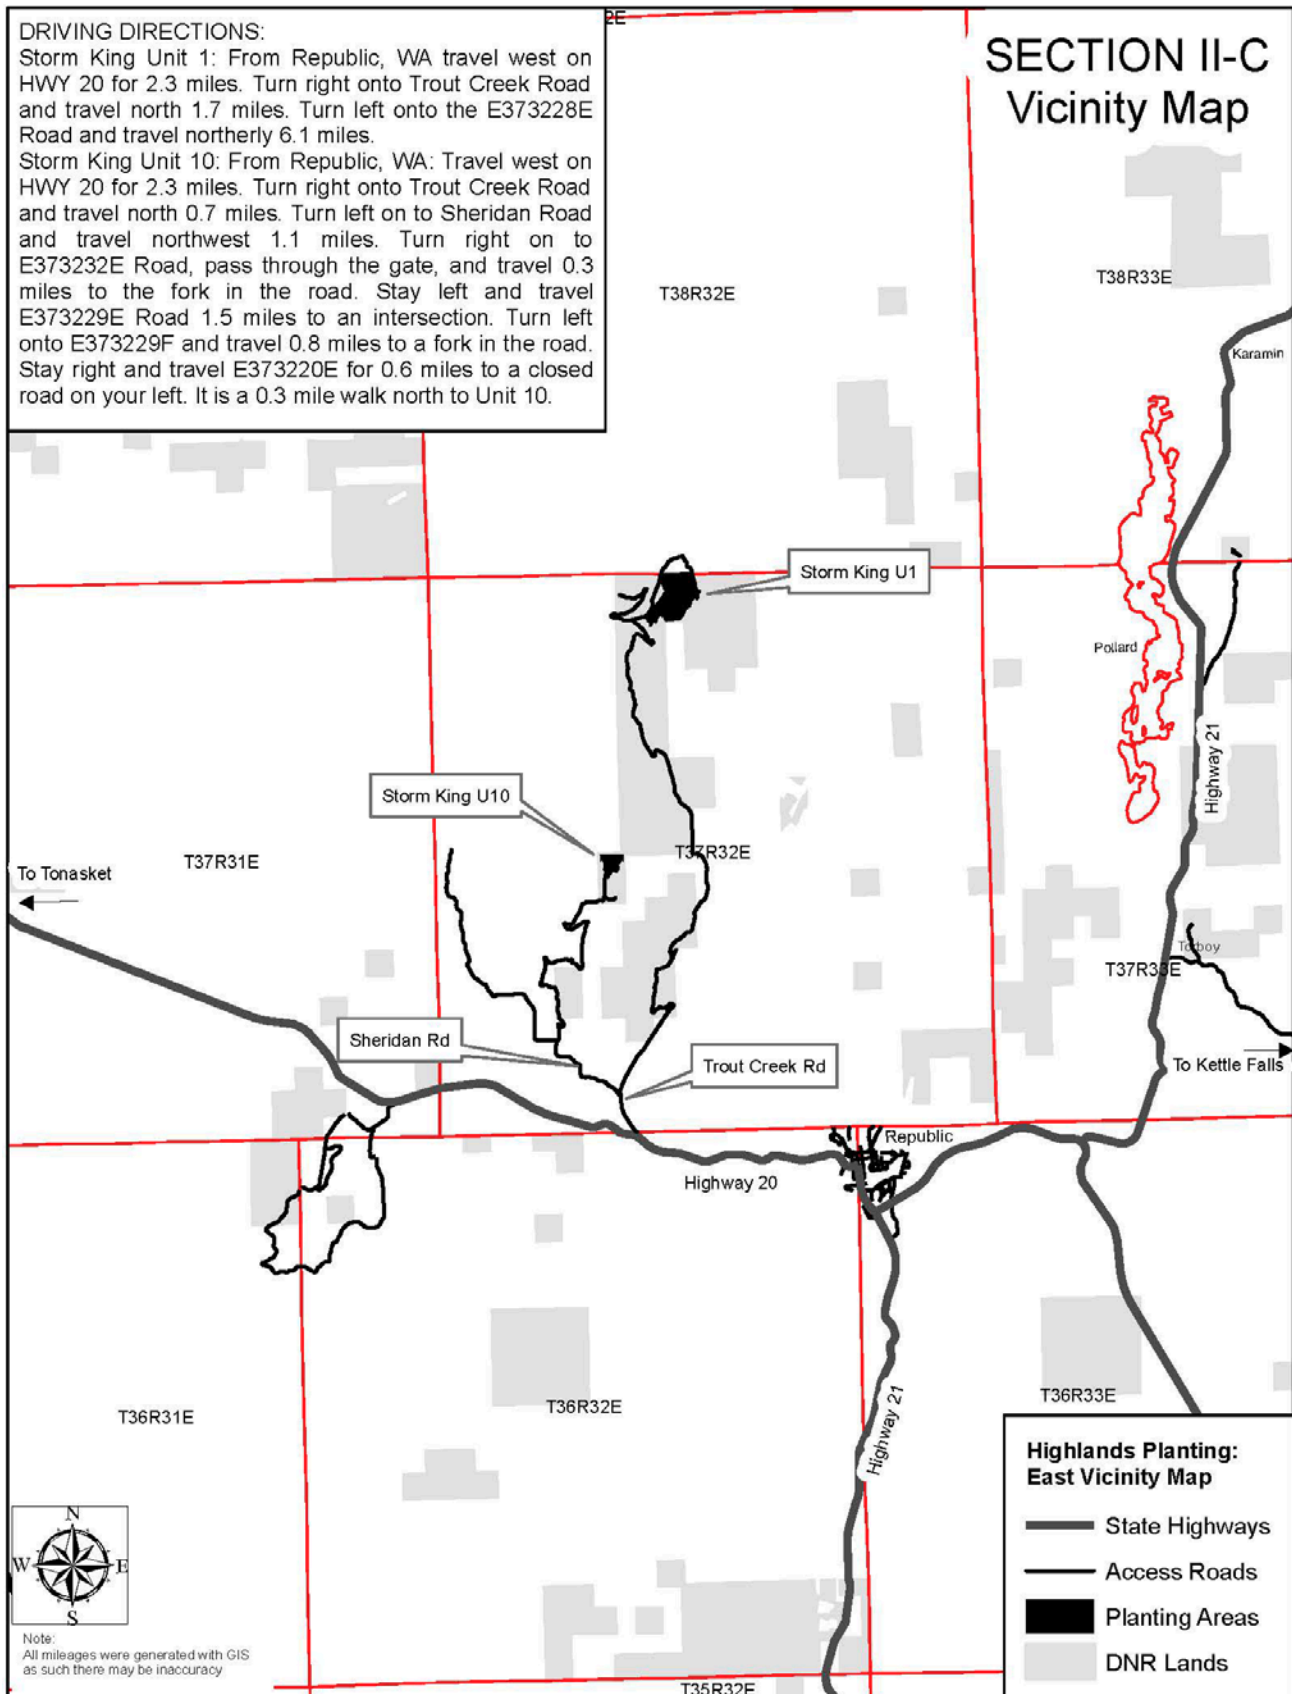 DRIVING DIRECTIONS:
Storm King Unit 1: From Republic, WA travel west on
HWY 20 for 2.3 miles. Turn right onto Trout Creek Road
and travel north 1.7 miles. Turn left onto the E373228E
Road and travel northerly 6.1 miles.
Storm King Unit 10: From Republic, WA: Travel west on
HWY 20 for 2.3 miles. Turn right onto Trout Creek Road
and travel north 0.7 miles. Turn left on to Sheridan Road
and travel northwest 1.1 miles. Turn right on to
E373232E Road, pass through the gate, and travel 0.3
miles to the fork in the road. Stay left and travel
E373229E Road 1.5 miles to an intersection. Turn left
onto E373229F and travel 0.8 miles to a fork in the road.
Stay right and travel E373220E for 0.6 miles to a closed
road on your left. It is a 0.3 mile walk north to Unit 10.
2E
SECTION II-C
Vicinity Map
T38R32E
T38R33E
Karamin
Storm King U1
Pollard
Highway 21
Storm King U10
T37R31E
T37R32E
To Tonasket
Torboy
T37R33E
Sheridan Rd
Trout Creek Rd
To Kettle Falls
Republic
Highway 20
T36R31E
T36R32E
Highway 21
T36R33E
Highlands Planting:
East Vicinity Map
State Highways
Access Roads
Planting Areas
DNR Lands
N
W
E
S
Note:
All mileages were generated with GIS
as such there may be inaccuracy
T35R32E